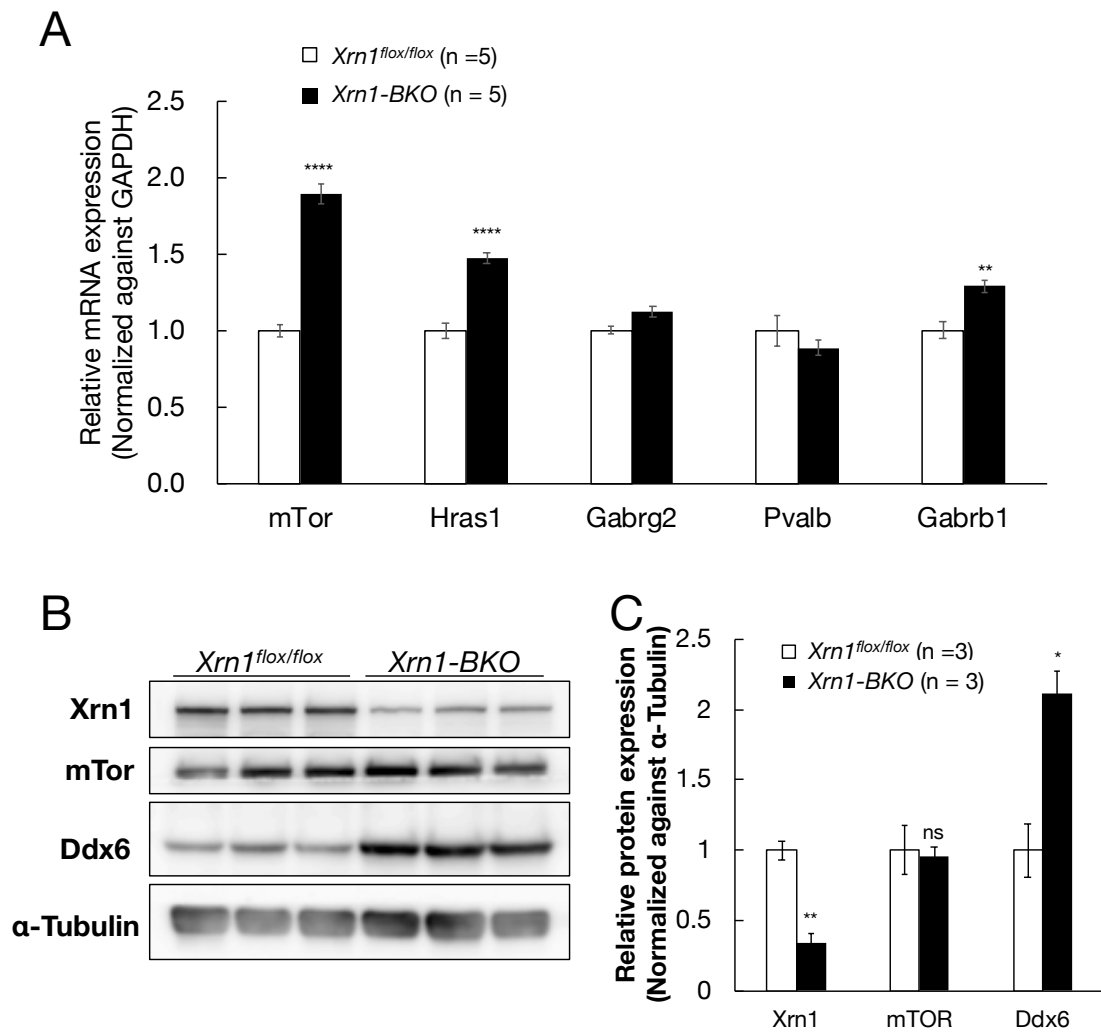 A
Xrn1flox/flox (n =5)
Xrn1-BKO (n = 5)
Relative mRNA expression
(Normalized against GAPDH)
2.5
2.0
1.5
1.0
0.5
0.0
****
****
**
mTor
Hras1
Gabrg2
Pvalb
Gabrb1
B
Xrn1flox/flox
Xrn1-BKO
Xrn1
mTor
Ddx6
α-Tubulin
C
Xrn1flox/flox (n =3)
Xrn1-BKO (n = 3)
Relative protein expression
(Normalized against α-Tubulin)
2.5
2
1.5
1
0.5
0
**
ns
*
Xrn1
mTOR
Ddx6